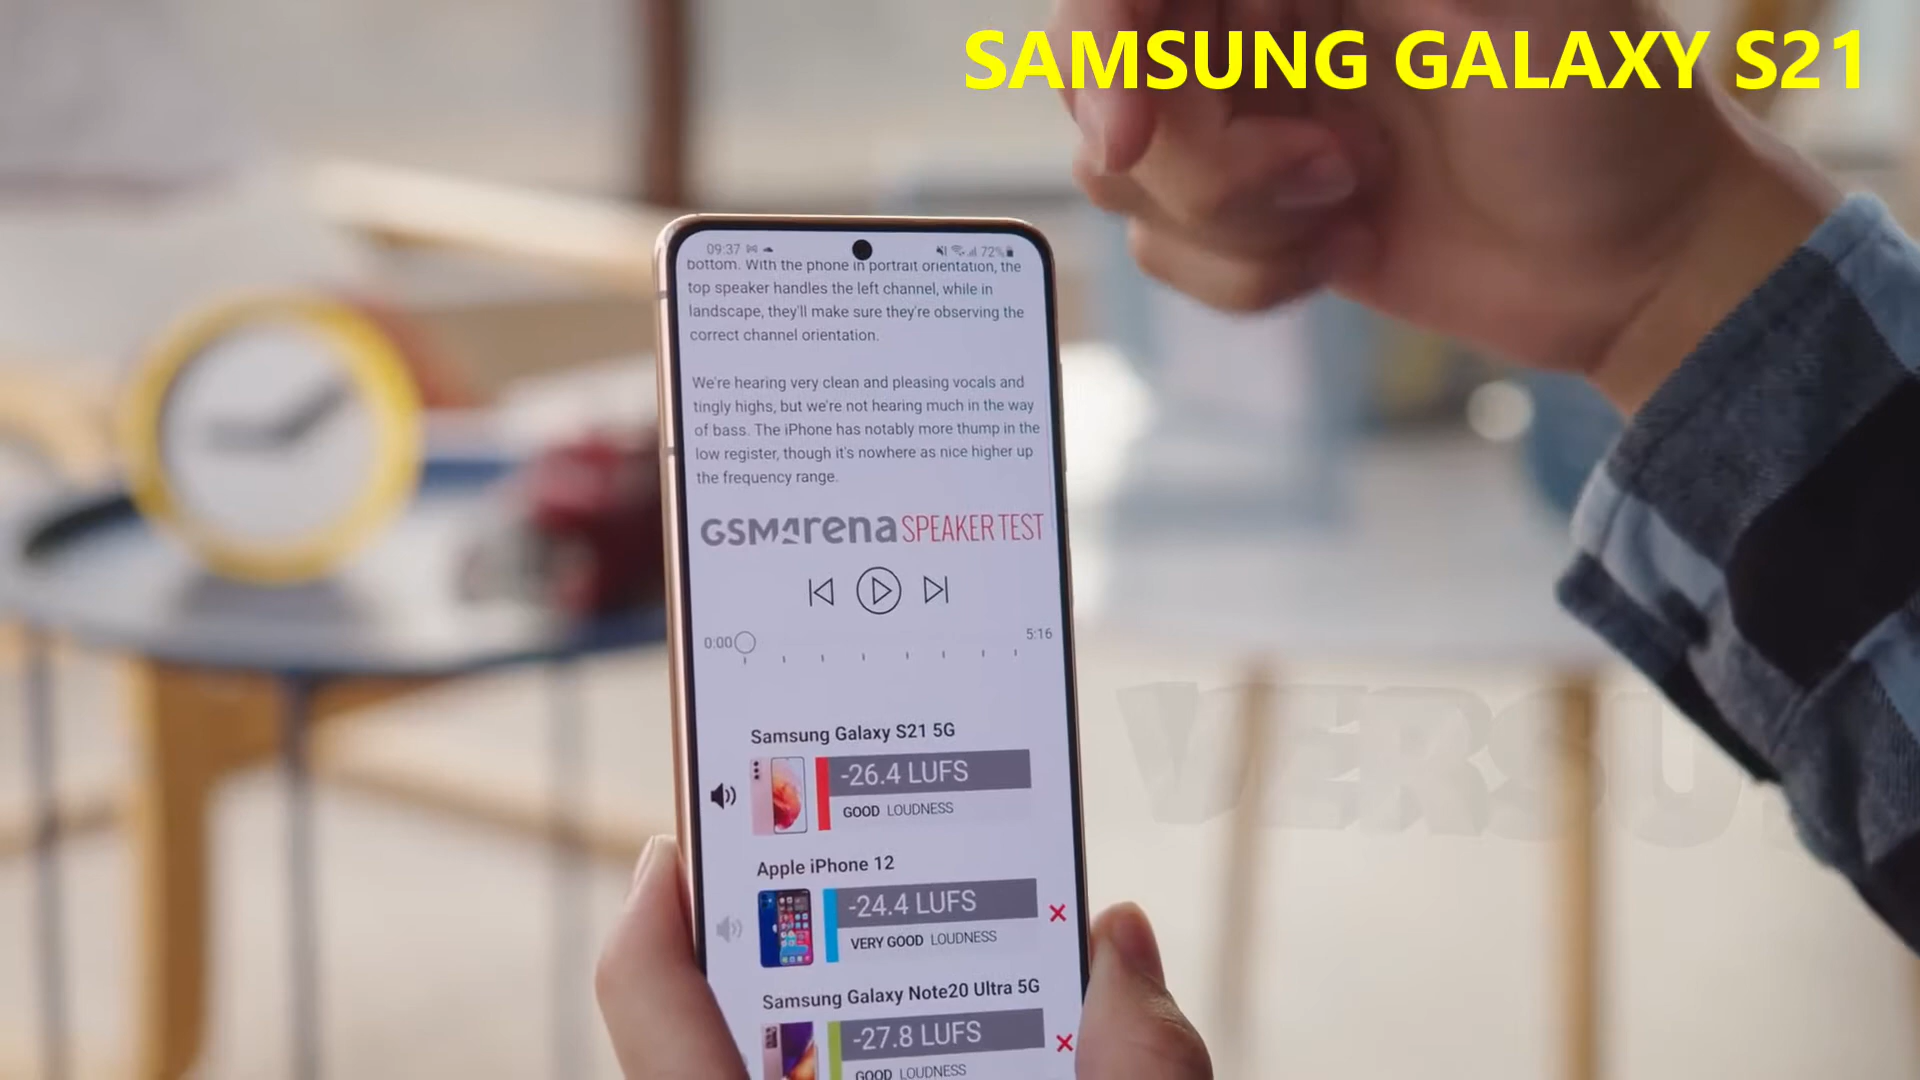 SAMSUNG GALAXY S21
09:37
72%
bottom. With the phone in portrait orientation, the
top speaker handles the left channel, while in
landscape, they'll make sure they're observing the
correct channel orientation.
We're hearing very clean and pleasing vocals and
tingly highs, but we're not hearing much in the way
of bass. The iPhone has notably more thump in the
low register, though it's nowhere as nice higher up
the frequency range.
GSMArena SPEAKER TEST
0:00
5:16
Samsung Galaxy S21 5G
-26.4 LUFS
GOOD LOUDNESS
Apple iPhone 12
-24.4 LUFS
VERY GOOD LOUDNESS
Samsung Galaxy Note20 Ultra 5G
-27.8 LUFS
GOOD LOUDNESS